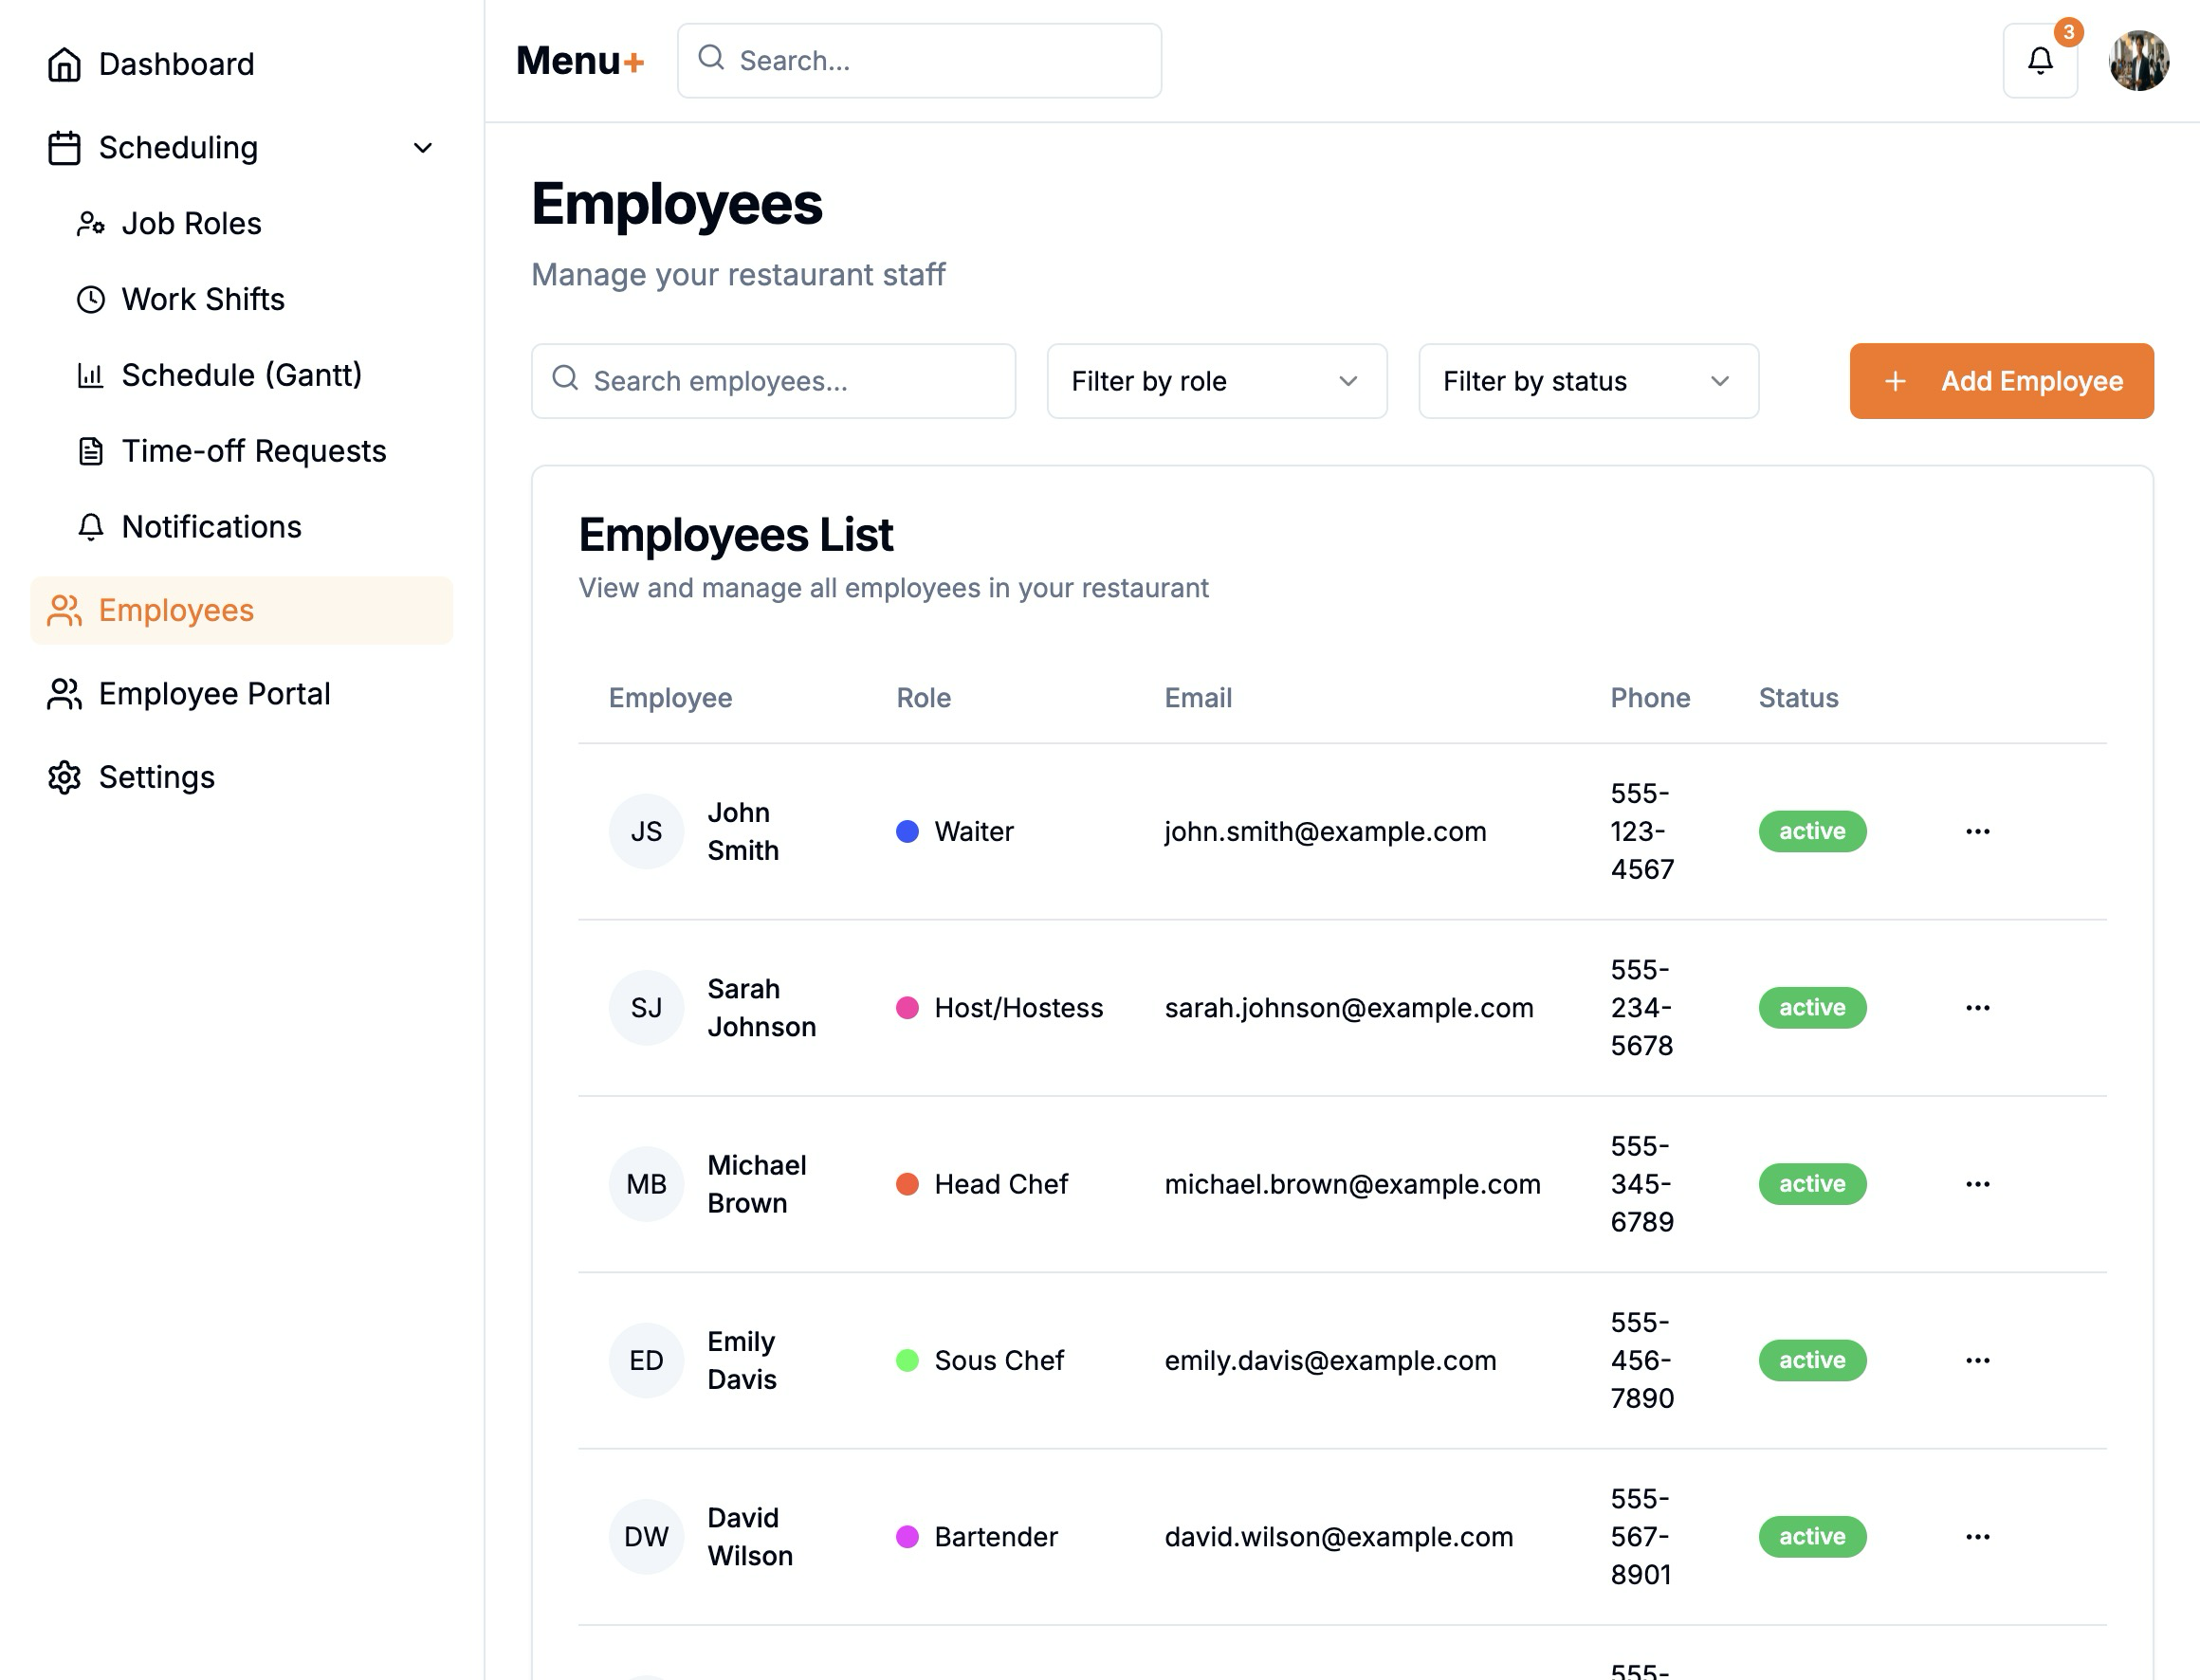 Dashboard
Scheduling
Job Roles
Work Shifts
Schedule (Gantt)
Time-off Requests
Notifications
Employees
Employee Portal
Settings
Menu+
Search...
3
Employees
Manage your restaurant staff
Search employees...
Filter by role
Filter by status
+ Add Employee
Employees List
View and manage all employees in your restaurant
Employee Role Email Phone Status
JS
John
Smith
Waiter
john.smith@example.com
555-
123-
4567
active
SJ
Sarah
Johnson
Host/Hostess
sarah.johnson@example.com
555-
234-
5678
active
MB
Michael
Brown
Head Chef
michael.brown@example.com
555-
345-
6789
active
ED
Emily
Davis
Sous Chef
emily.davis@example.com
555-
456-
7890
active
DW
David
Wilson
Bartender
david.wilson@example.com
555-
567-
8901
active
555-